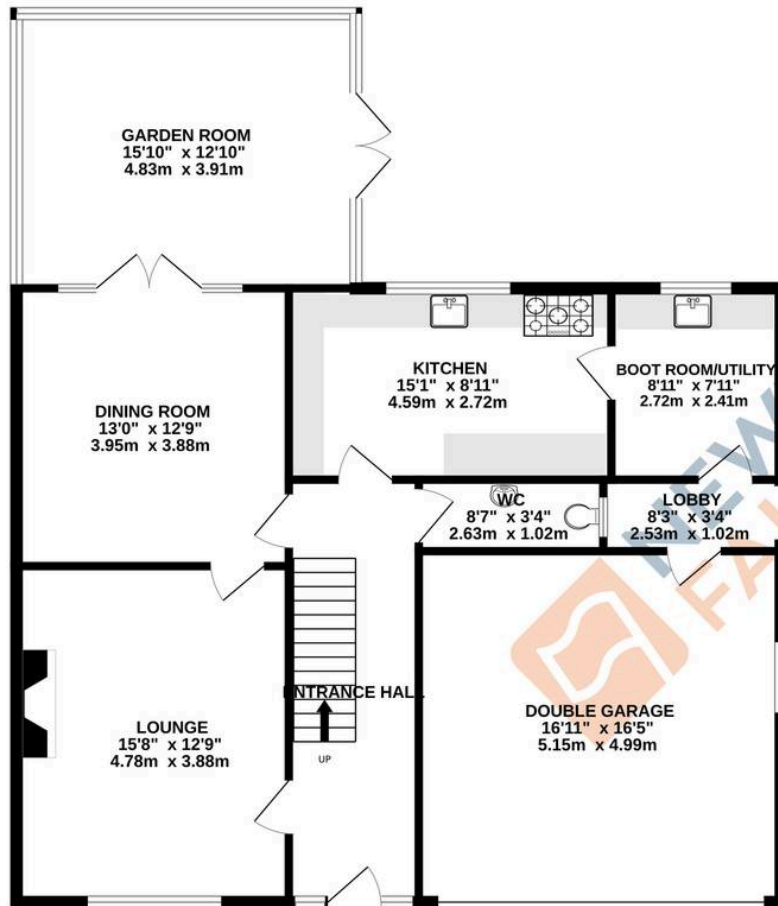 GARDEN ROOM
15'10" x 12'10"
4.83m x 3.91m
KITCHEN
15'1" x 8'11"
4.59m x 2.72m
BOOT ROOM/UTILITY
8'11" x 7'11"
2.72m x 2.41m
DINING ROOM
13'0" x 12'9"
3.95m x 3.88m
WC
8'7" x 3'4"
2.63m x 1.02m
LOBBY
8'3" x 3'4"
2.53m x 1.02m
ENTRANCE HALL
UP
LOUNGE
15'8" x 12'9"
4.78m x 3.88m
DOUBLE GARAGE
16'11" x 16'5"
5.15m x 4.99m
NEW